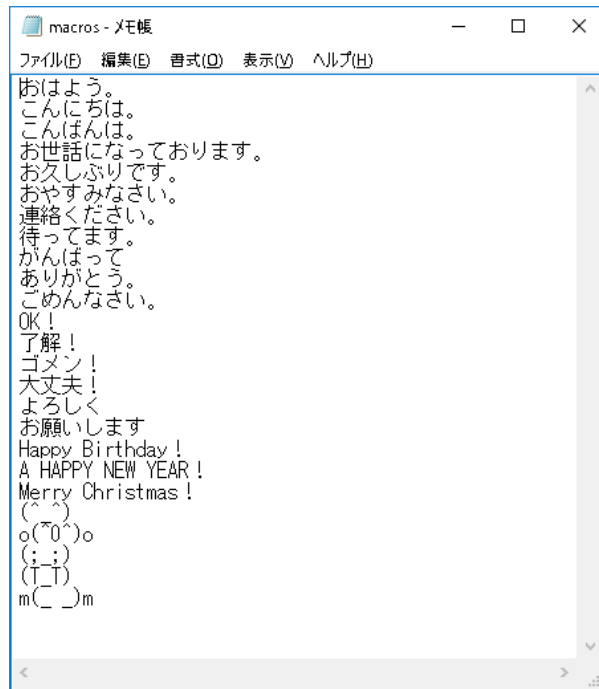 macros - メモ帳
ファイル(F) 編集(E) 書式(O) 表示(V) ヘルプ(H)
おはよう。
こんにちは。
こんばんは。
お世話になっております。
お久しぶりです。
おやすみなさい。
連絡ください。
待ってます。
がんばって
ありがとう。
ごめんなさい。
OK！
了解！
ゴメン！
大丈夫！
よろしく
お願いします
Happy Birthday！
A HAPPY NEW YEAR！
Merry Christmas！
(^_^)
o(^O^)o
(;_;)
(T_T)
m(_ _)m